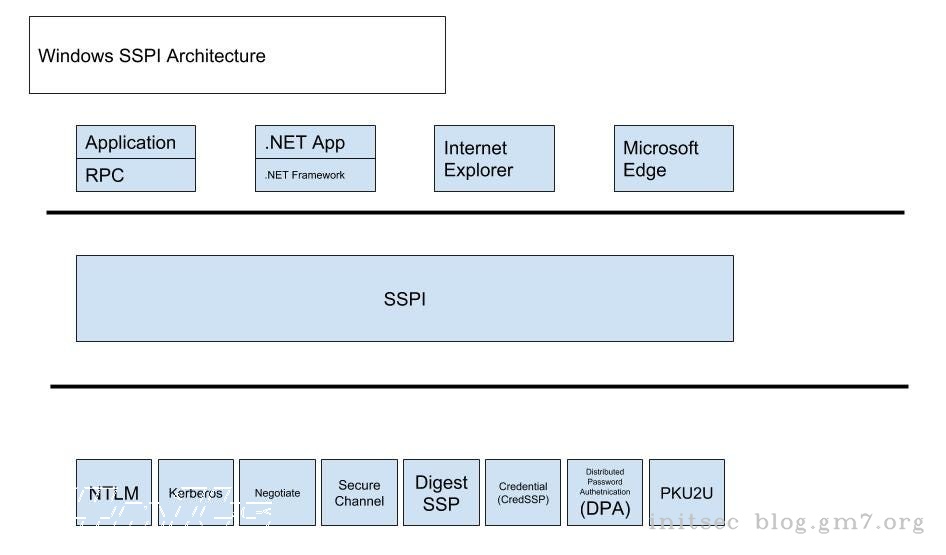 Windows SSPI Architecture
Application
RPC
.NET App
.NET Framework
Internet
Explorer
Microsoft
Edge
SSPI
NTLM
Kerberos
Negotiate
Secure
Channel
Digest
SSP
Credential
(CredSSP)
Distributed
Password
Authetnication
(DPA)
PKU2U
initsec blog.gm7.org